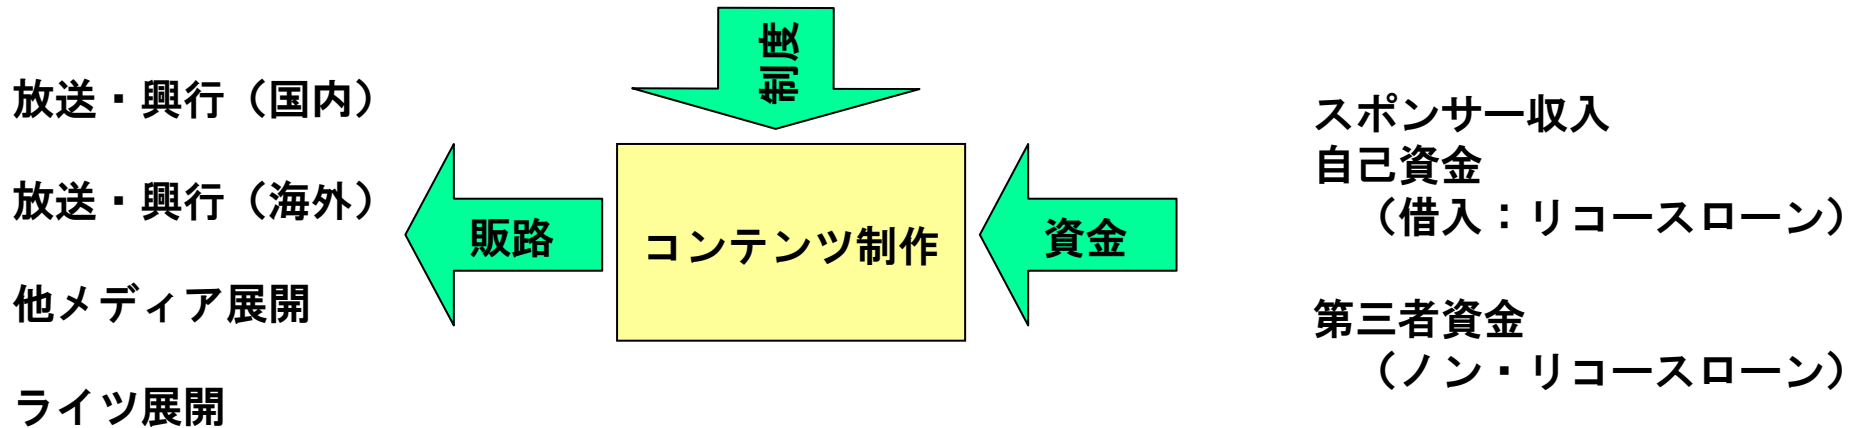 制度
放送・興行（国内）
放送・興行（海外）
他メディア展開
ライツ展開
販路
コンテンツ制作
資金
スポンサー収入
自己資金
（借入：リコースローン）
第三者資金
（ノン・リコースローン）